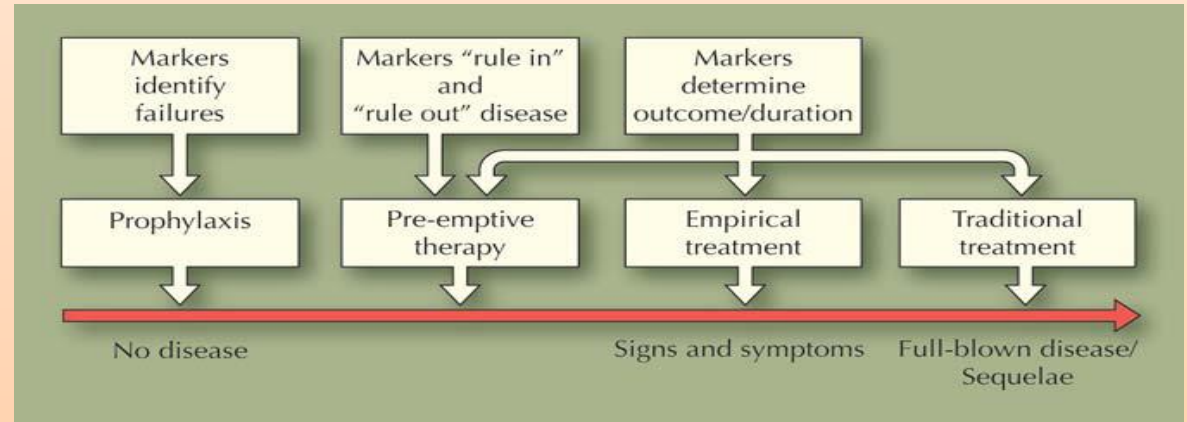 Markers
identify
failures
Markers “rule in”
and
“rule out” disease
Markers
determine
outcome/duration
Prophylaxis
Pre-emptive
therapy
Empirical
treatment
Traditional
treatment
No disease
Signs and symptoms
Full-blown disease/
Sequelae